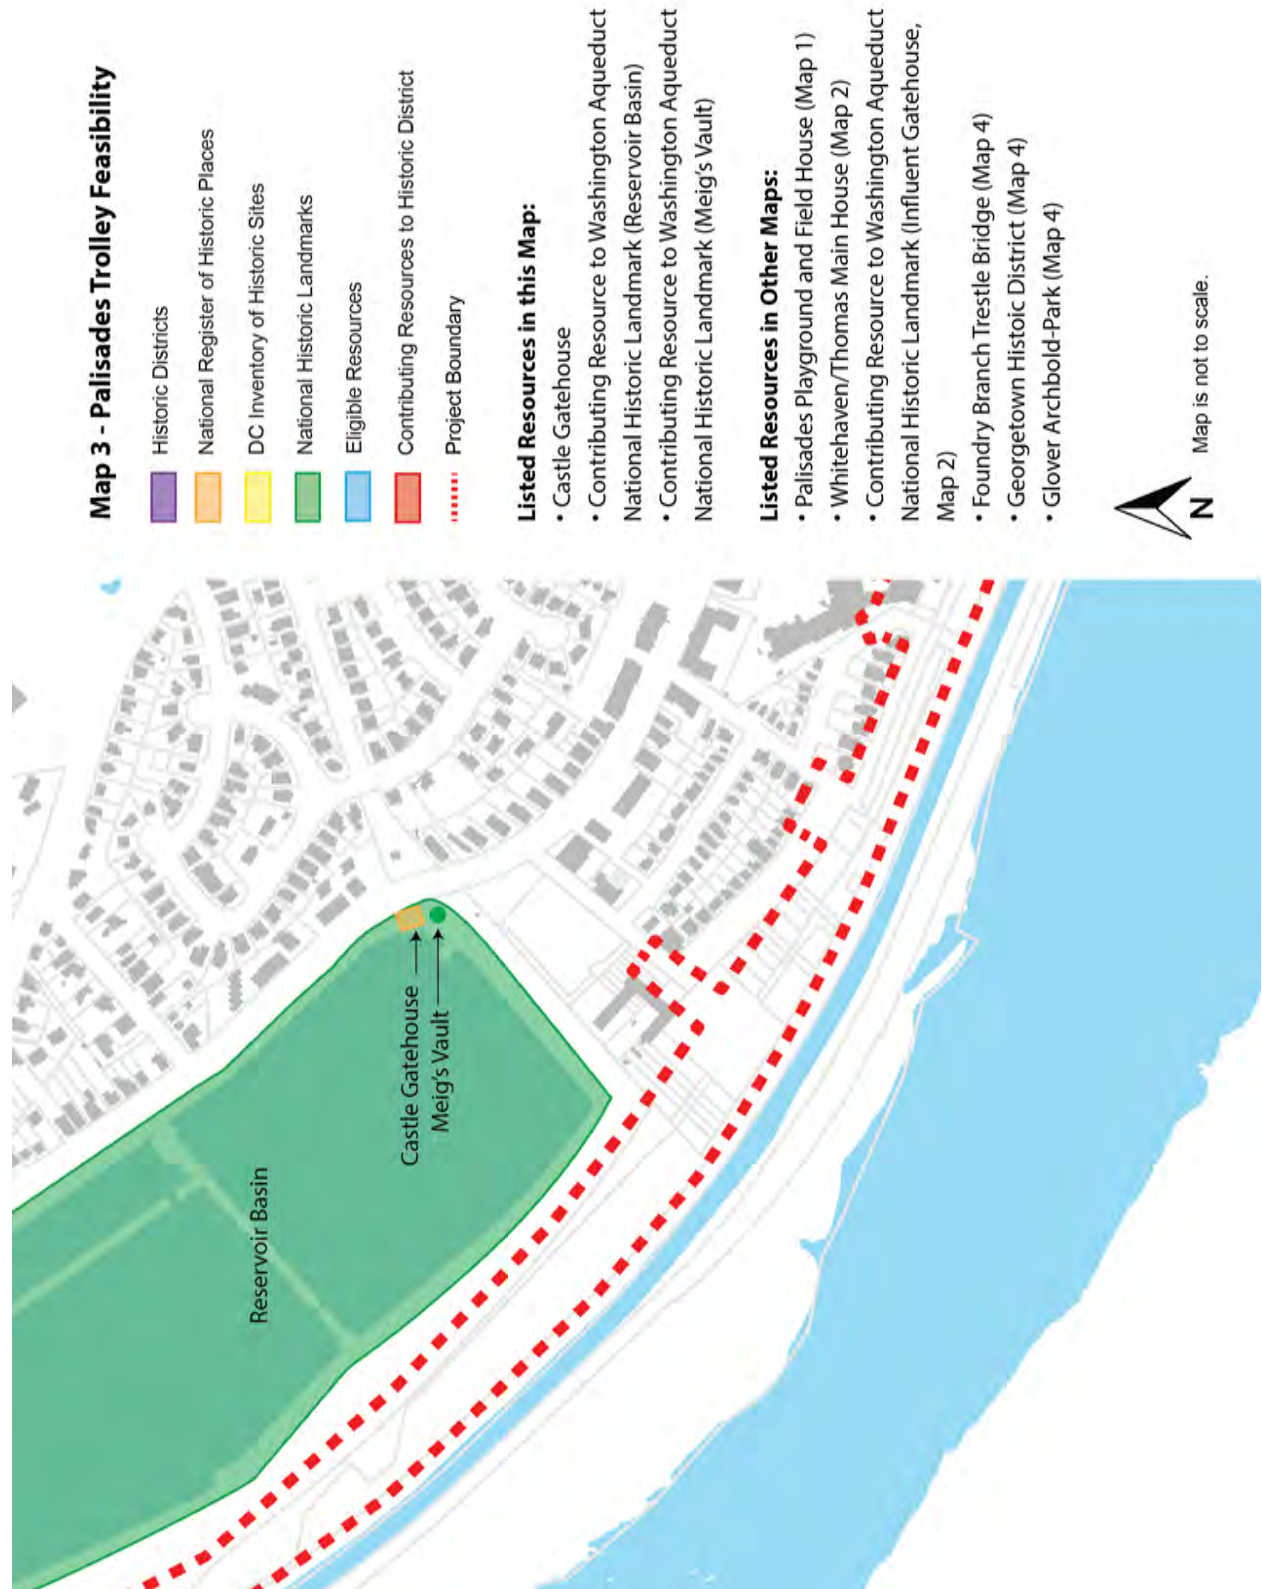 Map 3 - Palisades Trolley Feasibility
Historic Districts
National Register of Historic Places
DC Inventory of Historic Sites
National Historic Landmarks
Eligible Resources
Contributing Resources to Historic District
Project Boundary
Listed Resources in this Map:
• Castle Gatehouse
• Contributing Resource to Washington Aqueduct
National Historic Landmark (Reservoir Basin)
• Contributing Resource to Washington Aqueduct
National Historic Landmark (Meig's Vault)
Listed Resources in Other Maps:
• Palisades Playground and Field House (Map 1)
• Whitehaven/Thomas Main House (Map 2)
• Contributing Resource to Washington Aqueduct
National Historic Landmark (Influent Gatehouse,
Map 2)
• Foundry Branch Trestle Bridge (Map 4)
• Georgetown Histoic District (Map 4)
• Glover Archbold-Park (Map 4)
N
Map is not to scale.
Reservoir Basin
Castle Gatehouse
Meig's Vault